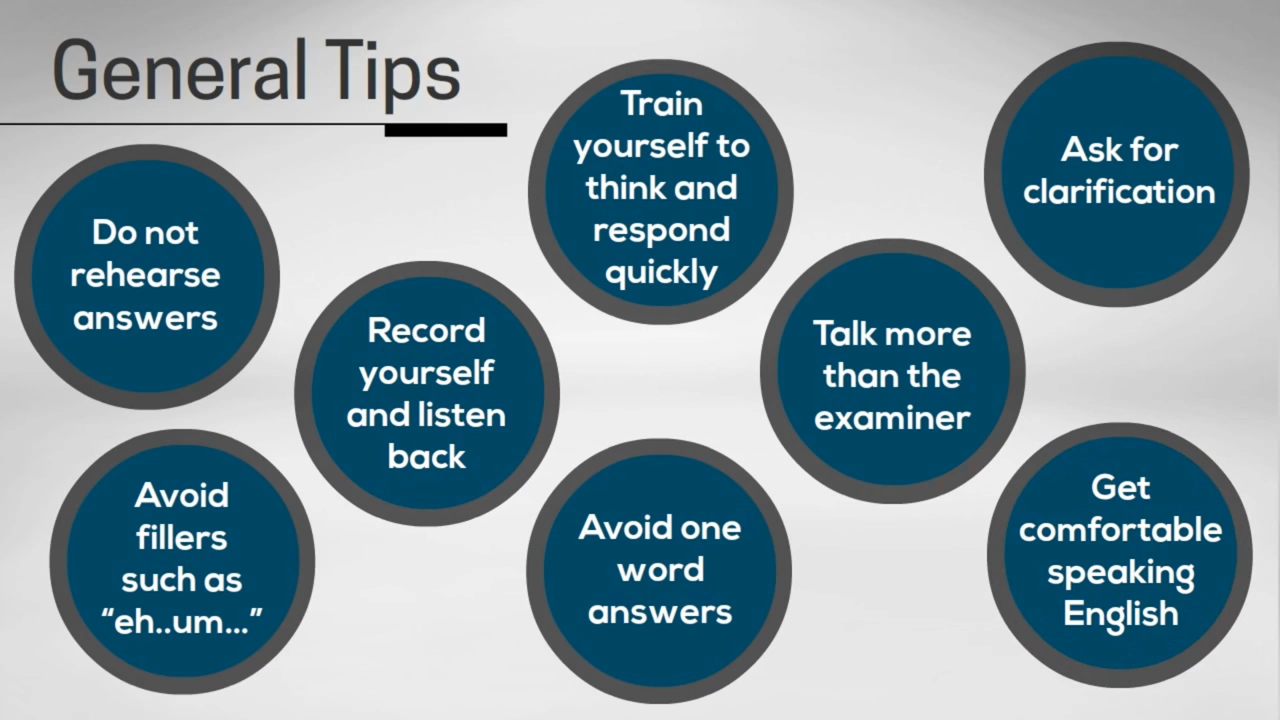 General Tips
Do not
rehearse
answers
Avoid
fillers
such as
“eh..um...”
Record
yourself
and listen
back
Train
yourself to
think and
respond
quickly
Avoid one
word
answers
Talk more
than the
examiner
Ask for
clarification
Get
comfortable
speaking
English